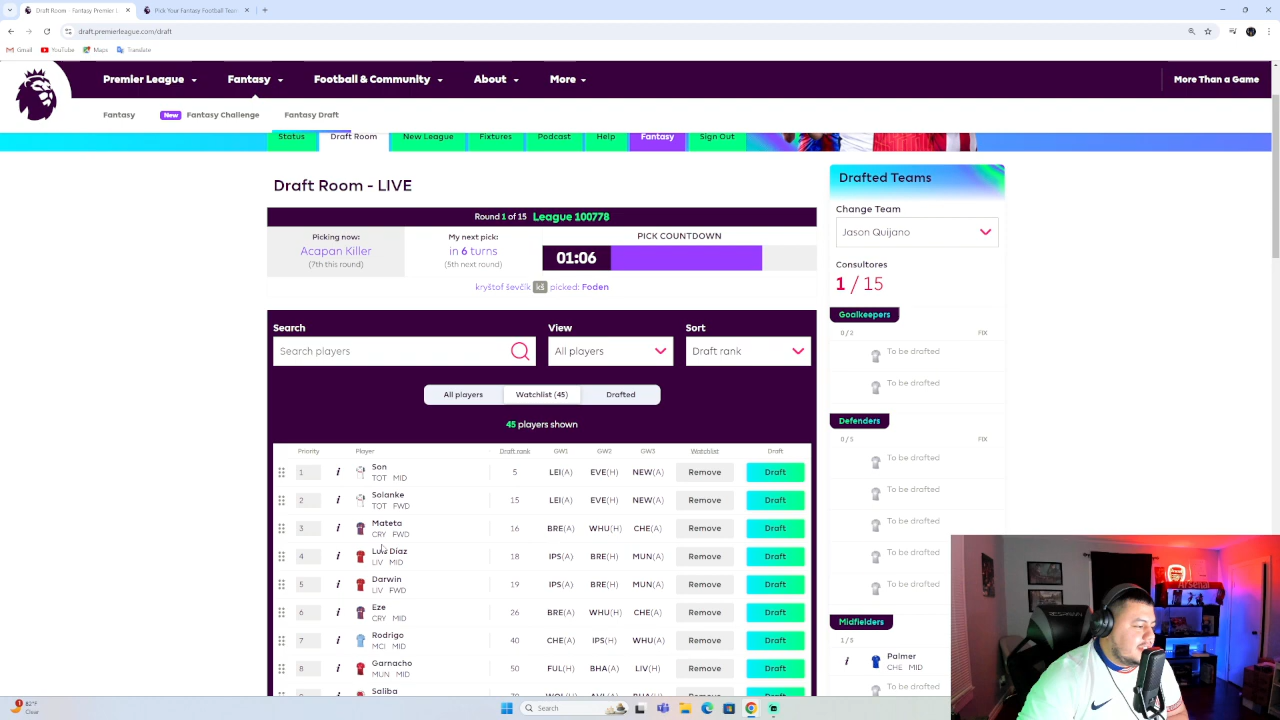 Draft Room - Fantasy Premier L
Pick Your Fantasy Football Team
draft.premierleague.com/draft
Gmail YouTube Maps Translate
Premier League Fantasy Football & Community About More More Than a Game
Fantasy New Fantasy Challenge Fantasy Draft
Status Draft Room New League Fixtures Podcast Help Fantasy Sign Out
Draft Room - LIVE
Round 1 of 15 League 100778
Picking now:
Acapan Killer
(7th this round)
My next pick:
in 6 turns
(5th next round)
PICK COUNTDOWN
01:06
kryštof ševčík kš picked: Foden
Search View Sort
Search players All players Draft rank
All players Watchlist (45) Drafted
45 players shown
Priority Player Draft rank GW1 GW2 GW3 Watchlist Draft
1 i Son 5 LEI(A) EVE(H) NEW(A) Remove Draft
TOT MID
2 i Solanke 15 LEI(A) EVE(H) NEW(A) Remove Draft
TOT FWD
3 i Mateta 16 BRE(A) WHU(H) CHE(A) Remove Draft
CRY FWD
4 i Luis Díaz 18 IPS(A) BRE(H) MUN(A) Remove Draft
LIV MID
5 i Darwin 19 IPS(A) BRE(H) MUN(A) Remove Draft
LIV FWD
6 i Eze 26 BRE(A) WHU(H) CHE(A) Remove Draft
CRY MID
7 i Rodrigo 40 CHE(A) IPS(H) WHU(A) Remove Draft
MCI MID
8 i Garnacho 50 FUL(H) BHA(A) LIV(H) Remove Draft
MUN MID
Saliba
Drafted Teams
Change Team
Jason Quijano
Consultores
1 / 15
Goalkeepers
0/2 FIX
To be drafted
To be drafted
Defenders
0/5 FIX
To be drafted
To be drafted
To be drafted
To be drafted
To be drafted
Midfielders
1/5
i Palmer
CHE MID
To be drafted
Arsenal
82°F
Clear
Search